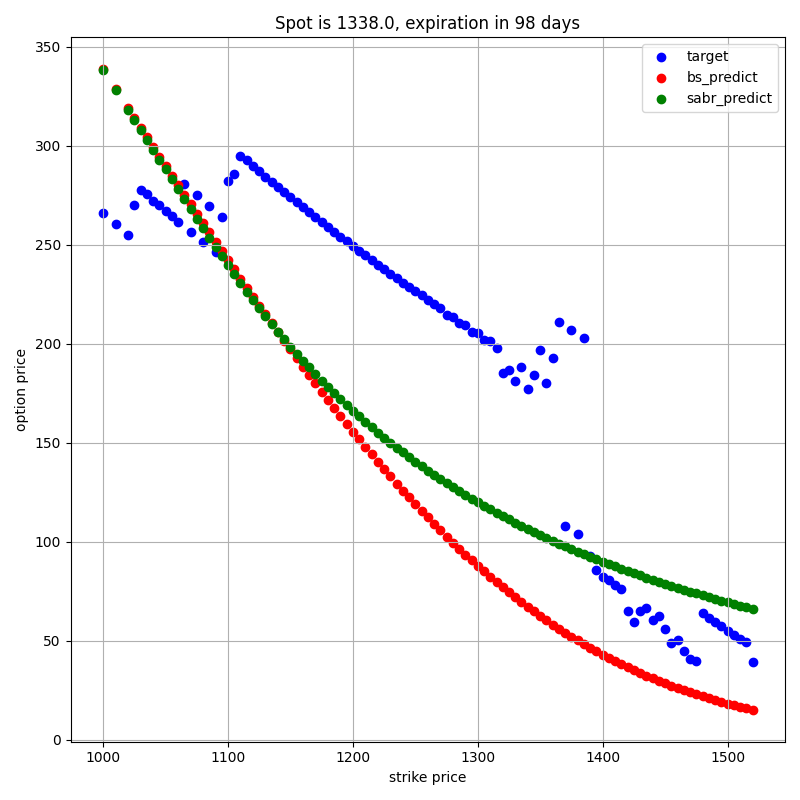 Spot is 1338.0, expiration in 98 days
target
bs_predict
sabr_predict
option price
350
300
250
200
150
100
50
0
1000 1100 1200 1300 1400 1500
strike price